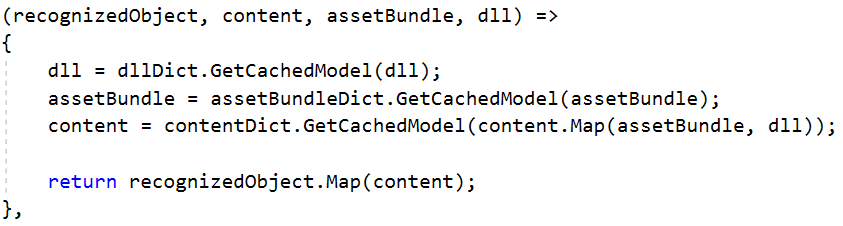 (recognizedObject, content, assetBundle, dll) =>
{
    dll = dllDict.GetCachedModel(dll);
    assetBundle = assetBundleDict.GetCachedModel(assetBundle);
    content = contentDict.GetCachedModel(content.Map(assetBundle, dll));

    return recognizedObject.Map(content);
},